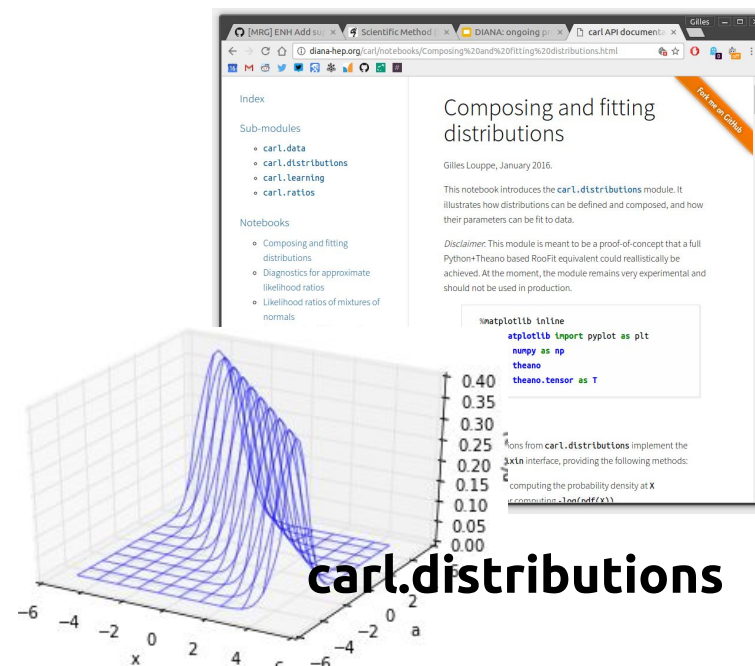 Gilles
[MRG] ENH Add su
Scientific Method
DIANA: ongoing pr
carl API documenta
diana-hep.org/carl/notebooks/Composing%20and%20fitting%20distributions.html
Fork me on GitHub
Index
Sub-modules
carl.data
carl.distributions
carl.learning
carl.ratios
Notebooks
Composing and fitting
distributions
Diagnostics for approximate
likelihood ratios
Likelihood ratios of mixtures of
normals
Composing and fitting
distributions
Gilles Louppe, January 2016.
This notebook introduces the carl.distributions module. It
illustrates how distributions can be defined and composed, and how
their parameters can be fit to data.
Disclaimer: This module is meant to be a proof-of-concept that a full
Python+Theano based RooFit equivalent could reallistically be
achieved. At the moment, the module remains very experimental and
should not be used in production.
%matplotlib inline
atplotlib import pyplot as plt
numpy as np
theano
theano.tensor as T
ons from carl.distributions implement the
ixin interface, providing the following methods:
computing the probability density at X
r computing -log(pdf(X))
0.40
0.35
0.30
0.25
0.20
0.15
0.10
0.05
0.00
carl.distributions
−6
−4
−2
0
2
4
x
−6
−4
−2
0
2
a